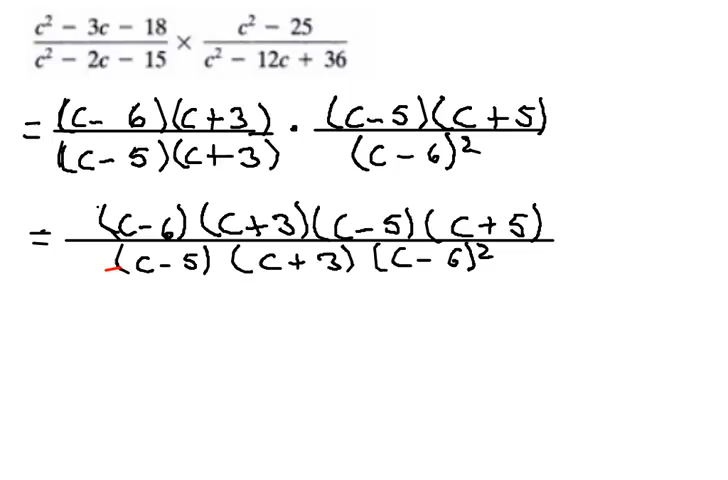 (c² − 3c − 18)/(c² − 2c − 15) × (c² − 25)/(c² − 12c + 36)
= ((c − 6)(c + 3))/((c − 5)(c + 3)) · ((c − 5)(c + 5))/((c − 6)²)
= ((c − 6)(c + 3)(c − 5)(c + 5))/((c − 5)(c + 3)(c − 6)²)